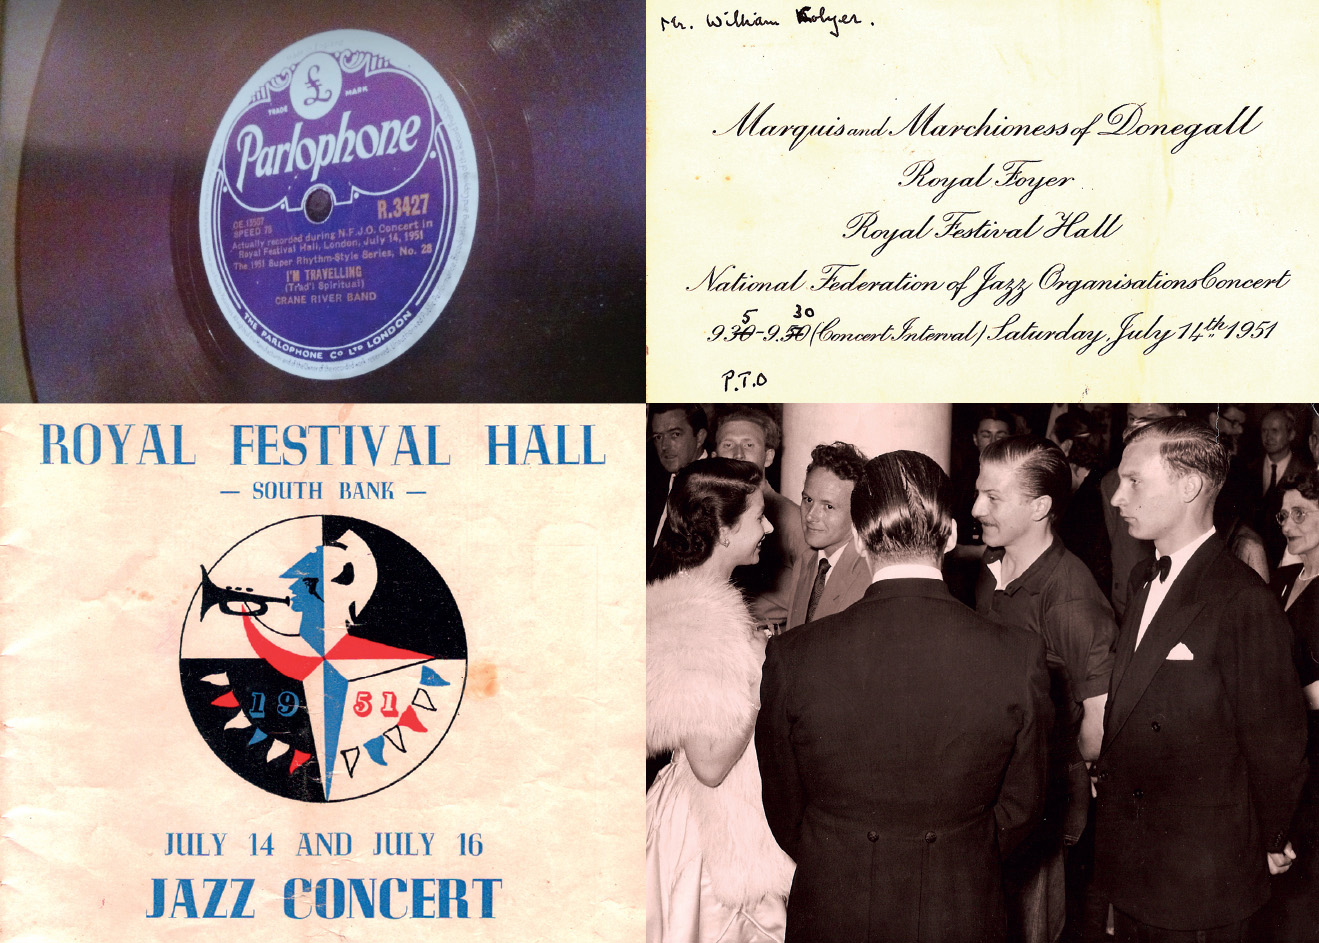 TRADE MARK
Parlophone
R.3427
SPEED 78
Actually recorded during N.F.J.O. Concert in
Royal Festival Hall, London, July 14, 1951
The 1951 Super Rhythm-Style Series, No. 28
I'M TRAVELLING
(Trad'l Spiritual)
CRANE RIVER BAND
THE PARLOPHONE CO LTD LONDON
Mr. William Colyer.
Marquis and Marchioness of Donegall
Royal Foyer
Royal Festival Hall
National Federation of Jazz Organisations Concert
5 30
9.30-9.50 (Concert Interval) Saturday, July 14th 1951
P.T.O
ROYAL FESTIVAL HALL
— SOUTH BANK —
19 51
JULY 14 AND JULY 16
JAZZ CONCERT